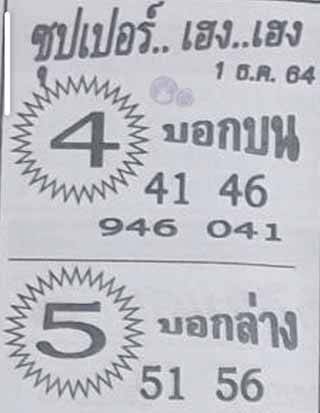 ซุปเปอร์.. เฮง..เฮง
1 ธ.ค. 64
4 บอกบน
41 46
946 041
5 บอกล่าง
51 56